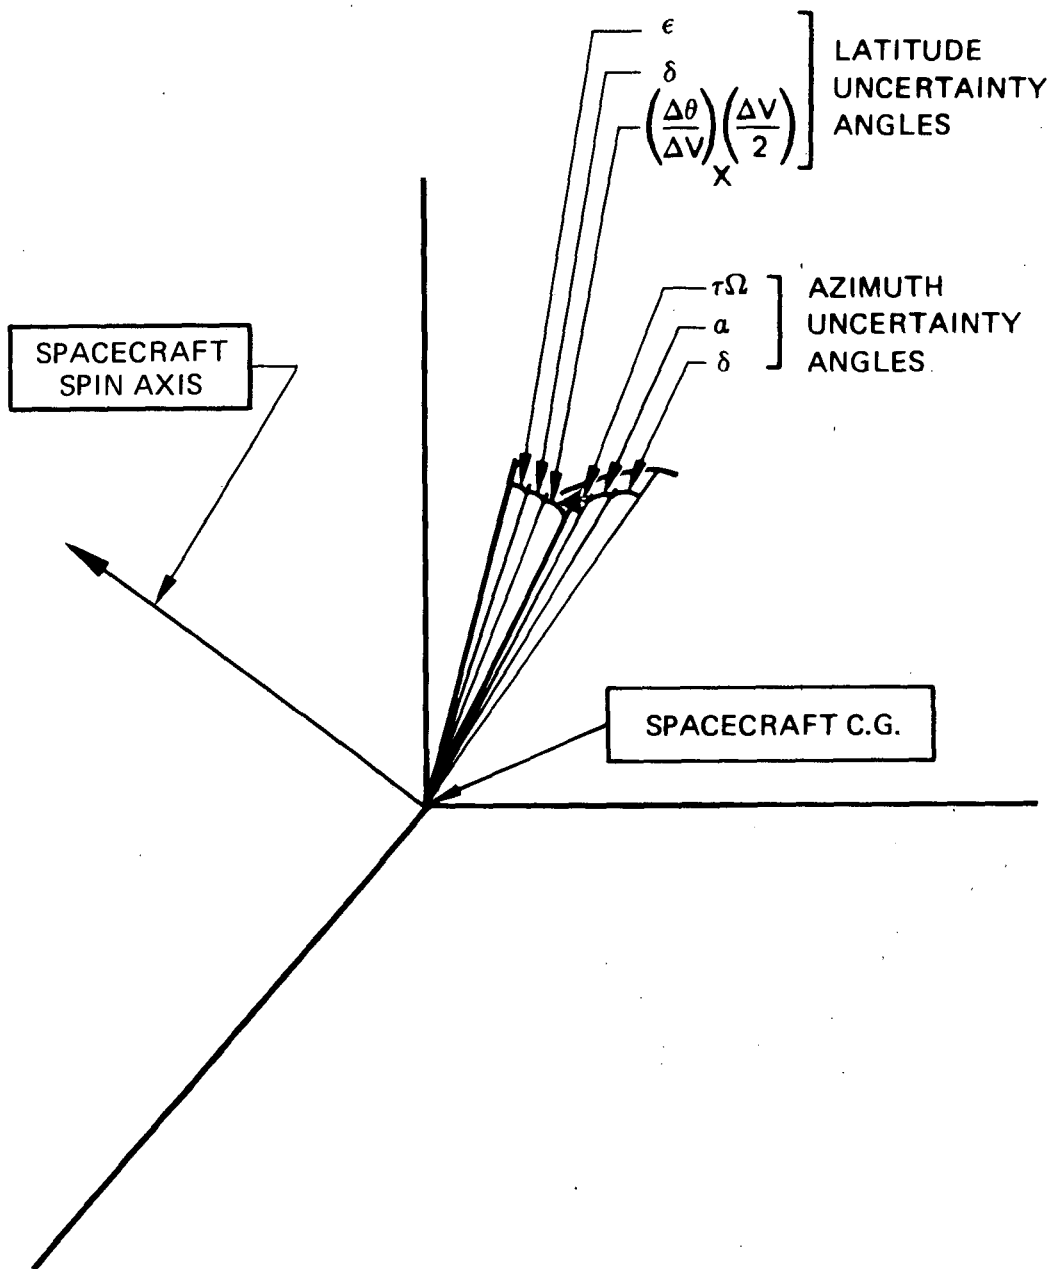 ϵ
δ
(Δθ/ΔV)ₓ(ΔV/2)
LATITUDE
UNCERTAINTY
ANGLES
τΩ
α
δ
AZIMUTH
UNCERTAINTY
ANGLES
SPACECRAFT
SPIN AXIS
SPACECRAFT C.G.